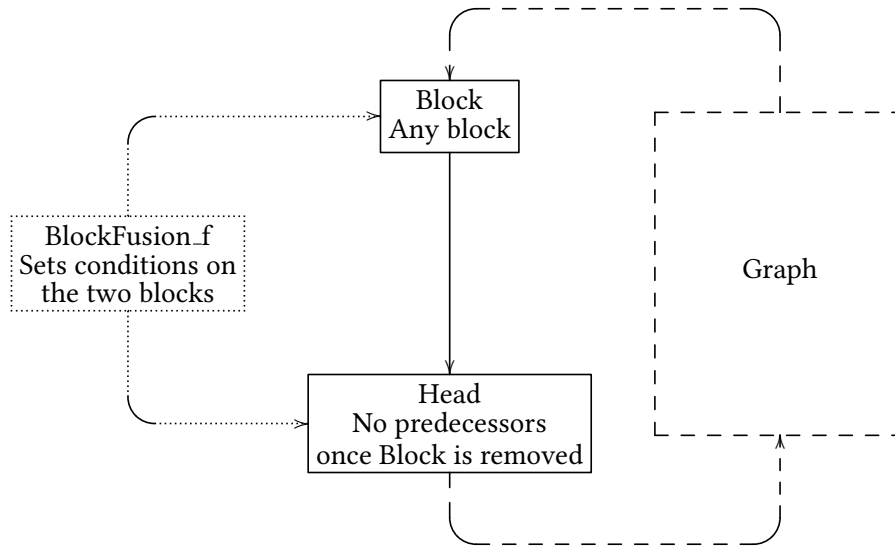 Block
Any block
BlockFusion_f
Sets conditions on
the two blocks
Graph
Head
No predecessors
once Block is removed